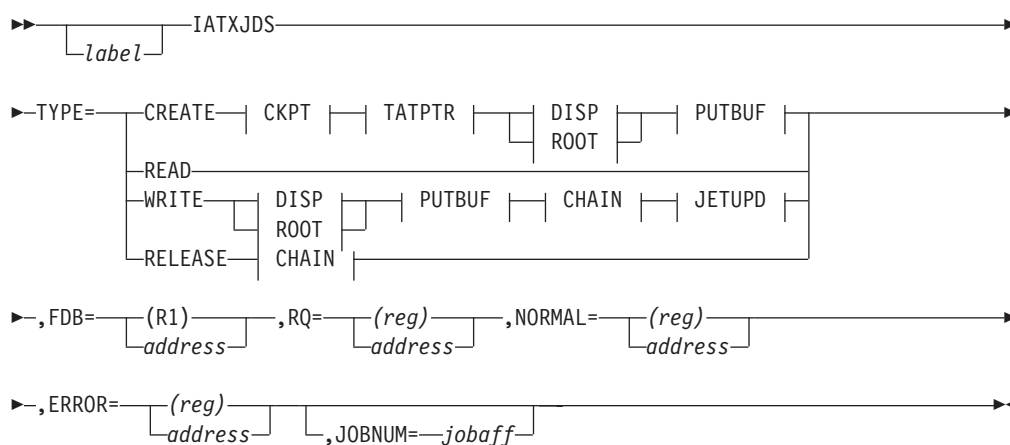 IATXJDS
label
TYPE= CREATE CKPT TATPTR DISP PUTBUF
ROOT
READ
WRITE DISP PUTBUF CHAIN JETUPD
ROOT
RELEASE CHAIN
,FDB= (R1) ,RQ= (reg) ,NORMAL= (reg)
address address address
,ERROR= (reg)
address ,JOBNUM= jobaff